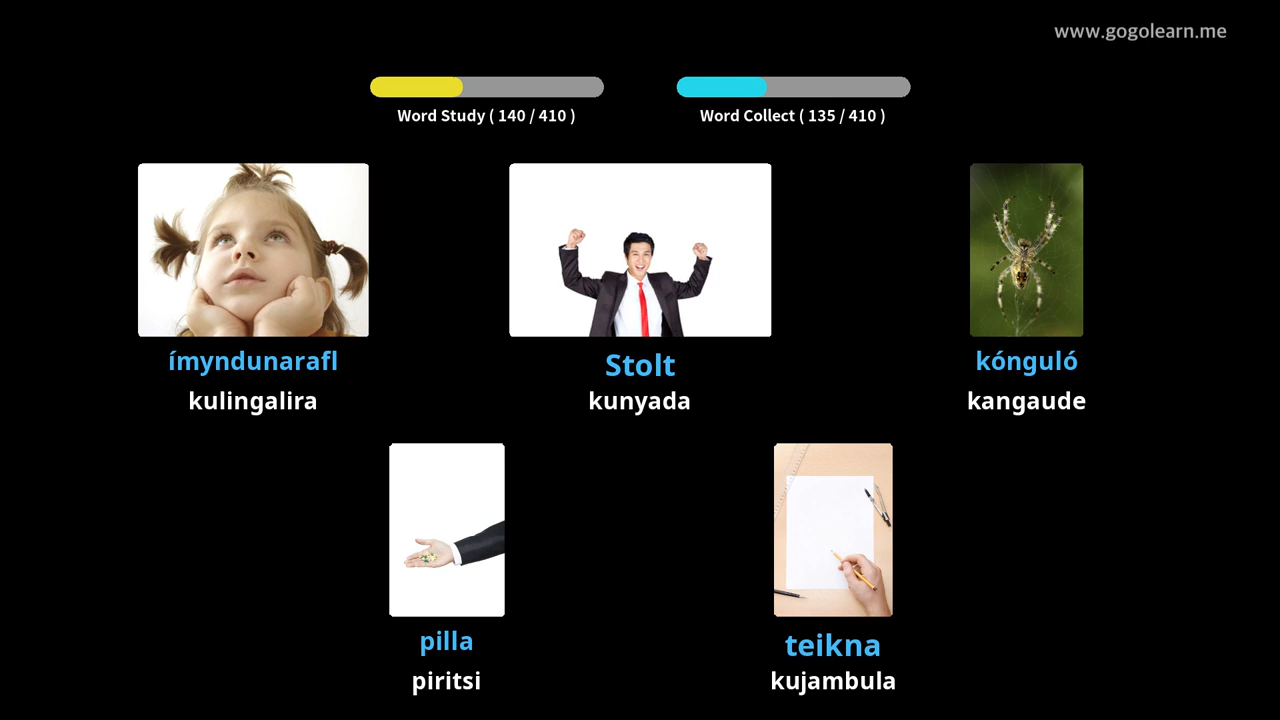 www.gogolearn.me
Word Study ( 140 / 410 )
Word Collect ( 135 / 410 )
ímyndunarafl
kulingalira
Stolt
kunyada
kónguló
kangaude
pilla
piritsi
teikna
kujambula